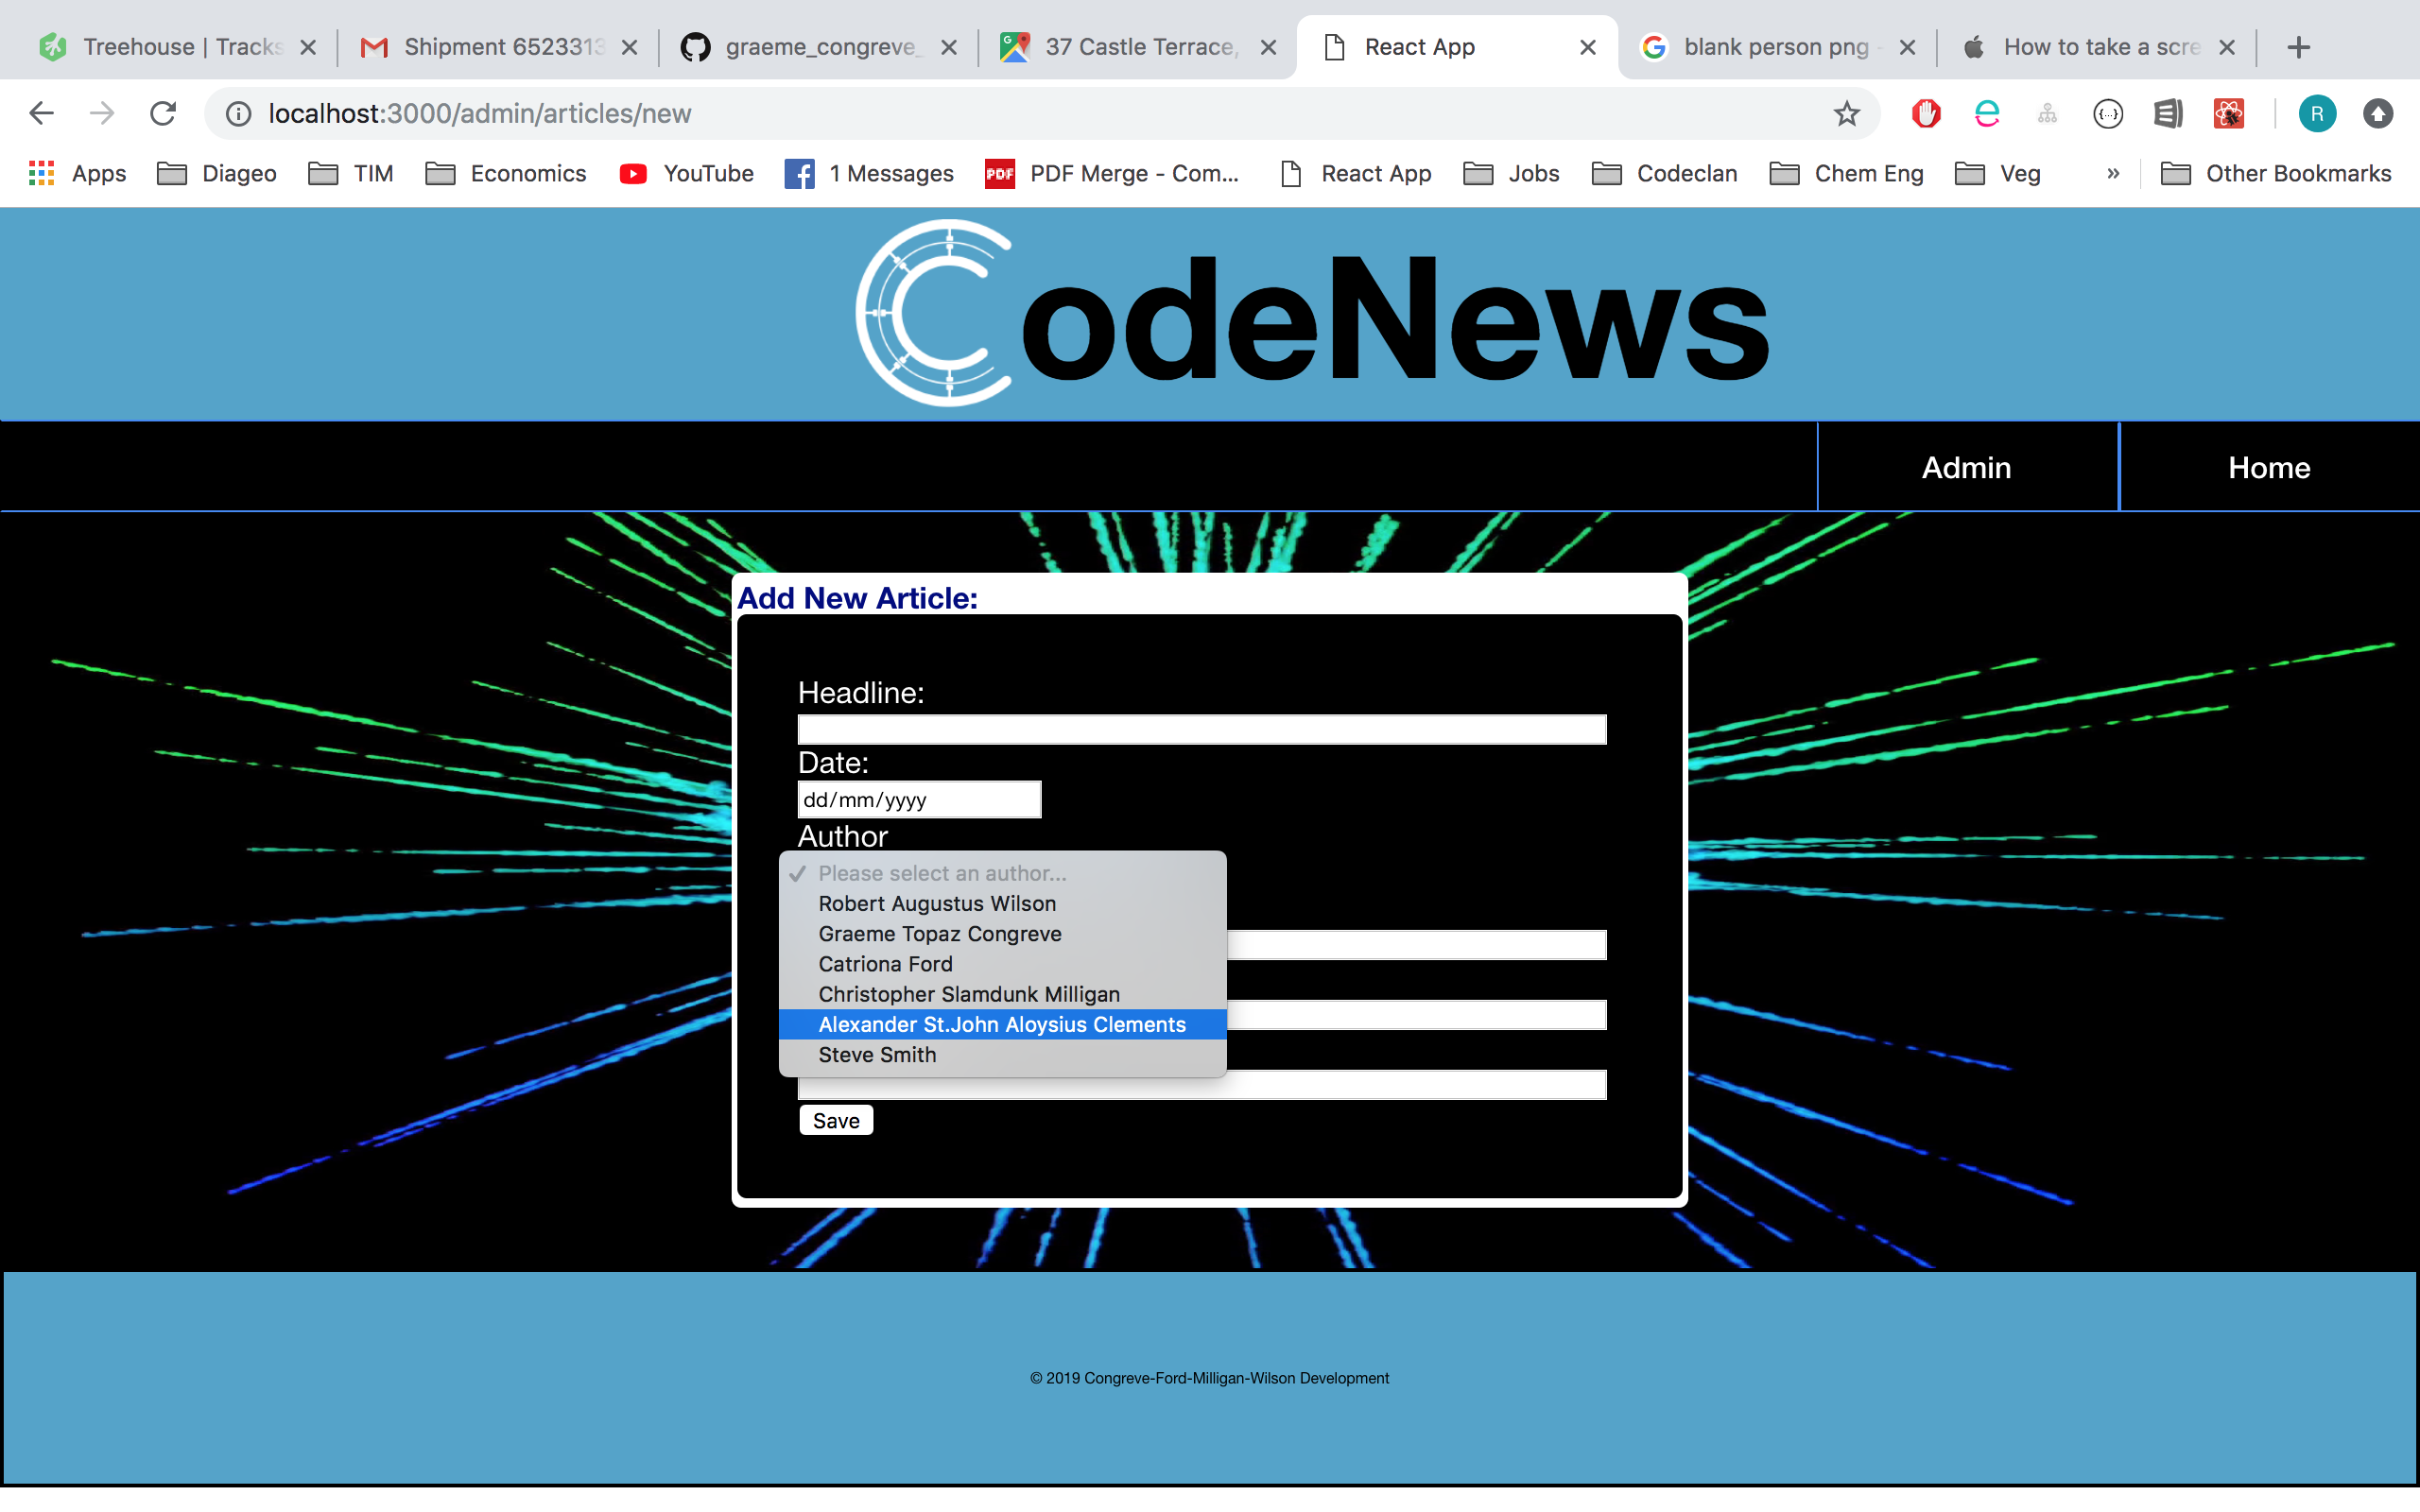 Treehouse | Tracks
Shipment 6523313
graeme_congreve_
37 Castle Terrace,
React App
blank person png -
How to take a scre
localhost:3000/admin/articles/new
R
Apps
Diageo
TIM
Economics
YouTube
1 Messages
PDF
PDF Merge - Com...
React App
Jobs
Codeclan
Chem Eng
Veg
»
Other Bookmarks
CodeNews
Admin
Home
Add New Article:
Headline:
Date:
dd/mm/yyyy
Author
✓ Please select an author...
Robert Augustus Wilson
Graeme Topaz Congreve
Catriona Ford
Christopher Slamdunk Milligan
Alexander St.John Aloysius Clements
Steve Smith
Save
© 2019 Congreve-Ford-Milligan-Wilson Development